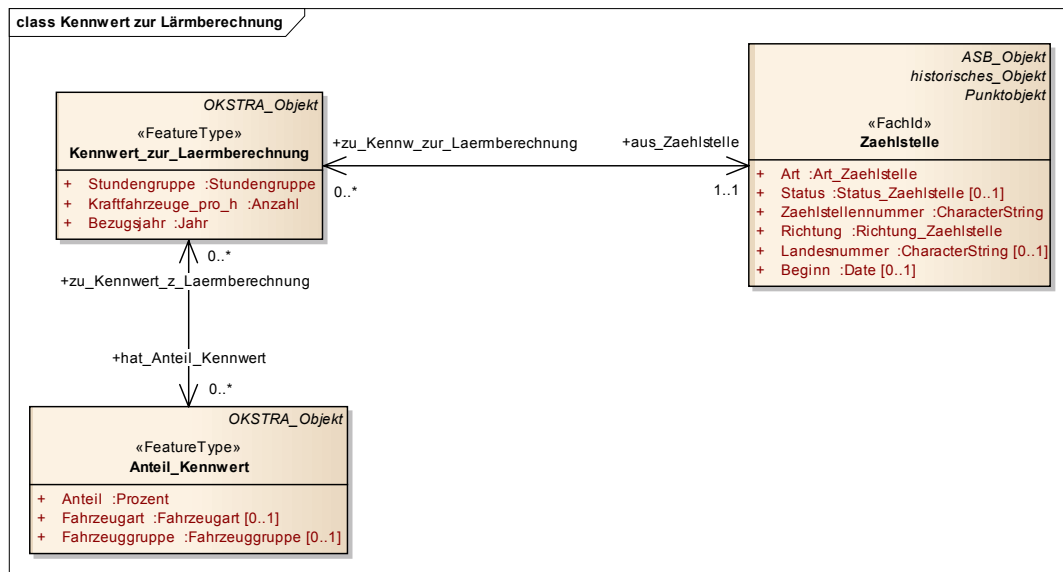 class Kennwert zur Lärmberechnung
OKSTRA_Objekt
«FeatureType»
Kennwert_zur_Laermberechnung
+ Stundengruppe :Stundengruppe
+ Kraftfahrzeuge_pro_h :Anzahl
+ Bezugsjahr :Jahr
+zu_Kennw_zur_Laermberechnung
0..*
+aus_Zaehlstelle
1..1
ASB_Objekt
historisches_Objekt
Punktobjekt
«FachId»
Zaehlstelle
+ Art :Art_Zaehlstelle
+ Status :Status_Zaehlstelle [0..1]
+ Zaehlstellennummer :CharacterString
+ Richtung :Richtung_Zaehlstelle
+ Landesnummer :CharacterString [0..1]
+ Beginn :Date [0..1]
0..*
+zu_Kennwert_z_Laermberechnung
+hat_Anteil_Kennwert
0..*
OKSTRA_Objekt
«FeatureType»
Anteil_Kennwert
+ Anteil :Prozent
+ Fahrzeugart :Fahrzeugart [0..1]
+ Fahrzeuggruppe :Fahrzeuggruppe [0..1]